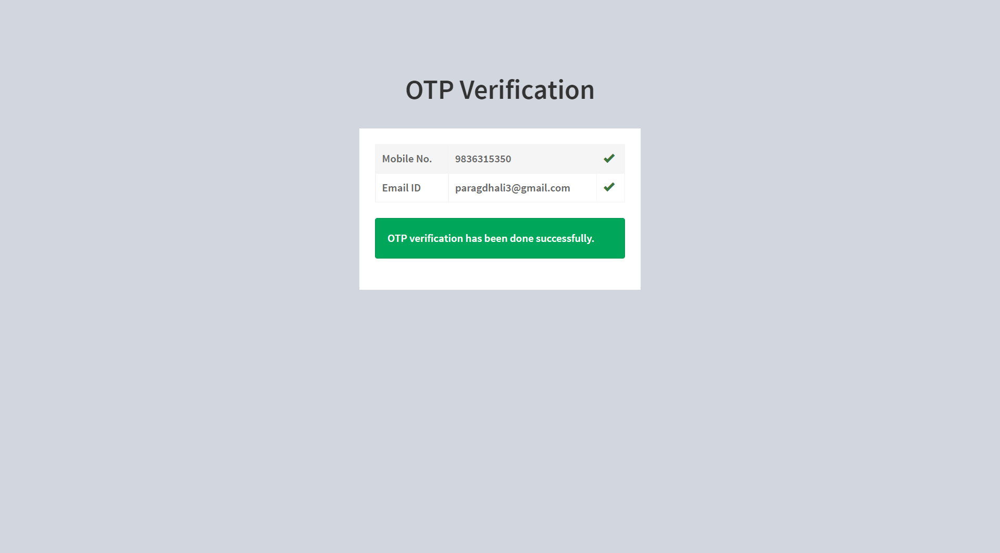 OTP Verification
Mobile No. 9836315350
Email ID paragdhali3@gmail.com
OTP verification has been done successfully.